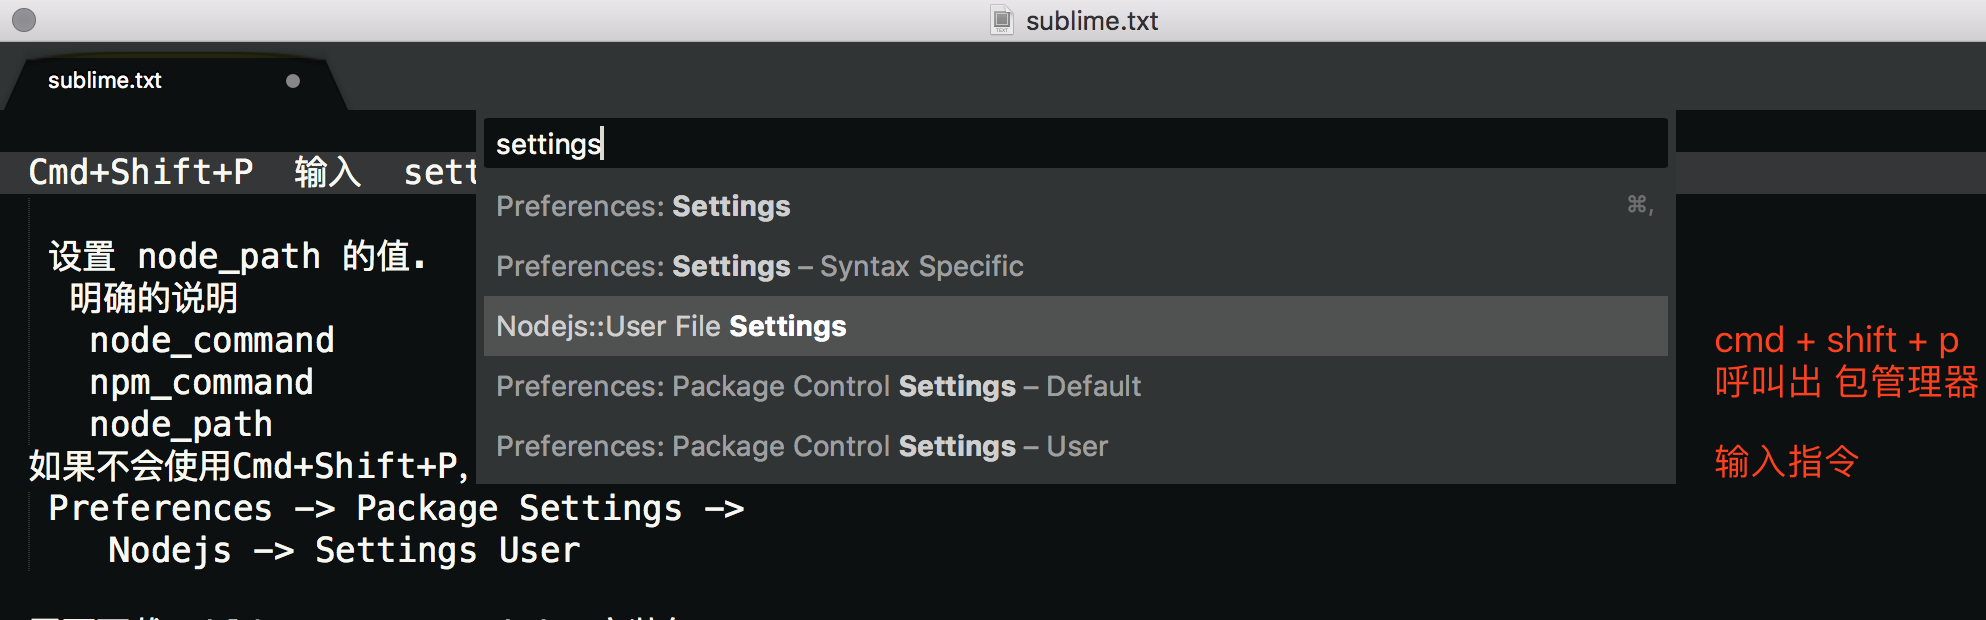 sublime.txt
sublime.txt
settings
Cmd+Shift+P 输入 sett
Preferences: Settings ⌘,
设置 node_path 的值.
Preferences: Settings – Syntax Specific
明确的说明
Nodejs::User File Settings
node_command
cmd + shift + p
npm_command
Preferences: Package Control Settings – Default
呼叫出 包管理器
node_path
Preferences: Package Control Settings – User
如果不会使用Cmd+Shift+P,
输入指令
Preferences -> Package Settings ->
Nodejs -> Settings User